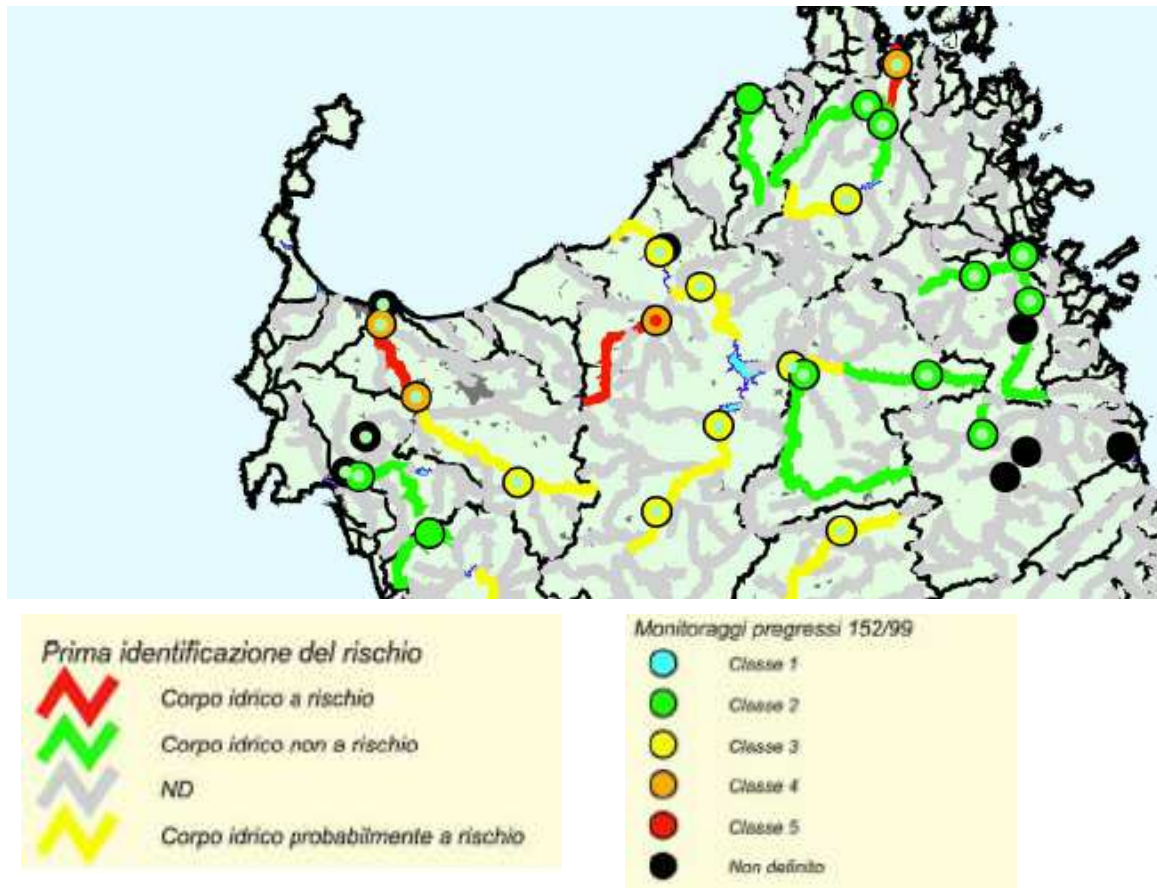 Prima identificazione del rischio
Corpo idrico a rischio
Corpo idrico non a rischio
ND
Corpo idrico probabilmente a rischio
Monitoraggi pregressi 152/99
Classe 1
Classe 2
Classe 3
Classe 4
Classe 5
Non definito